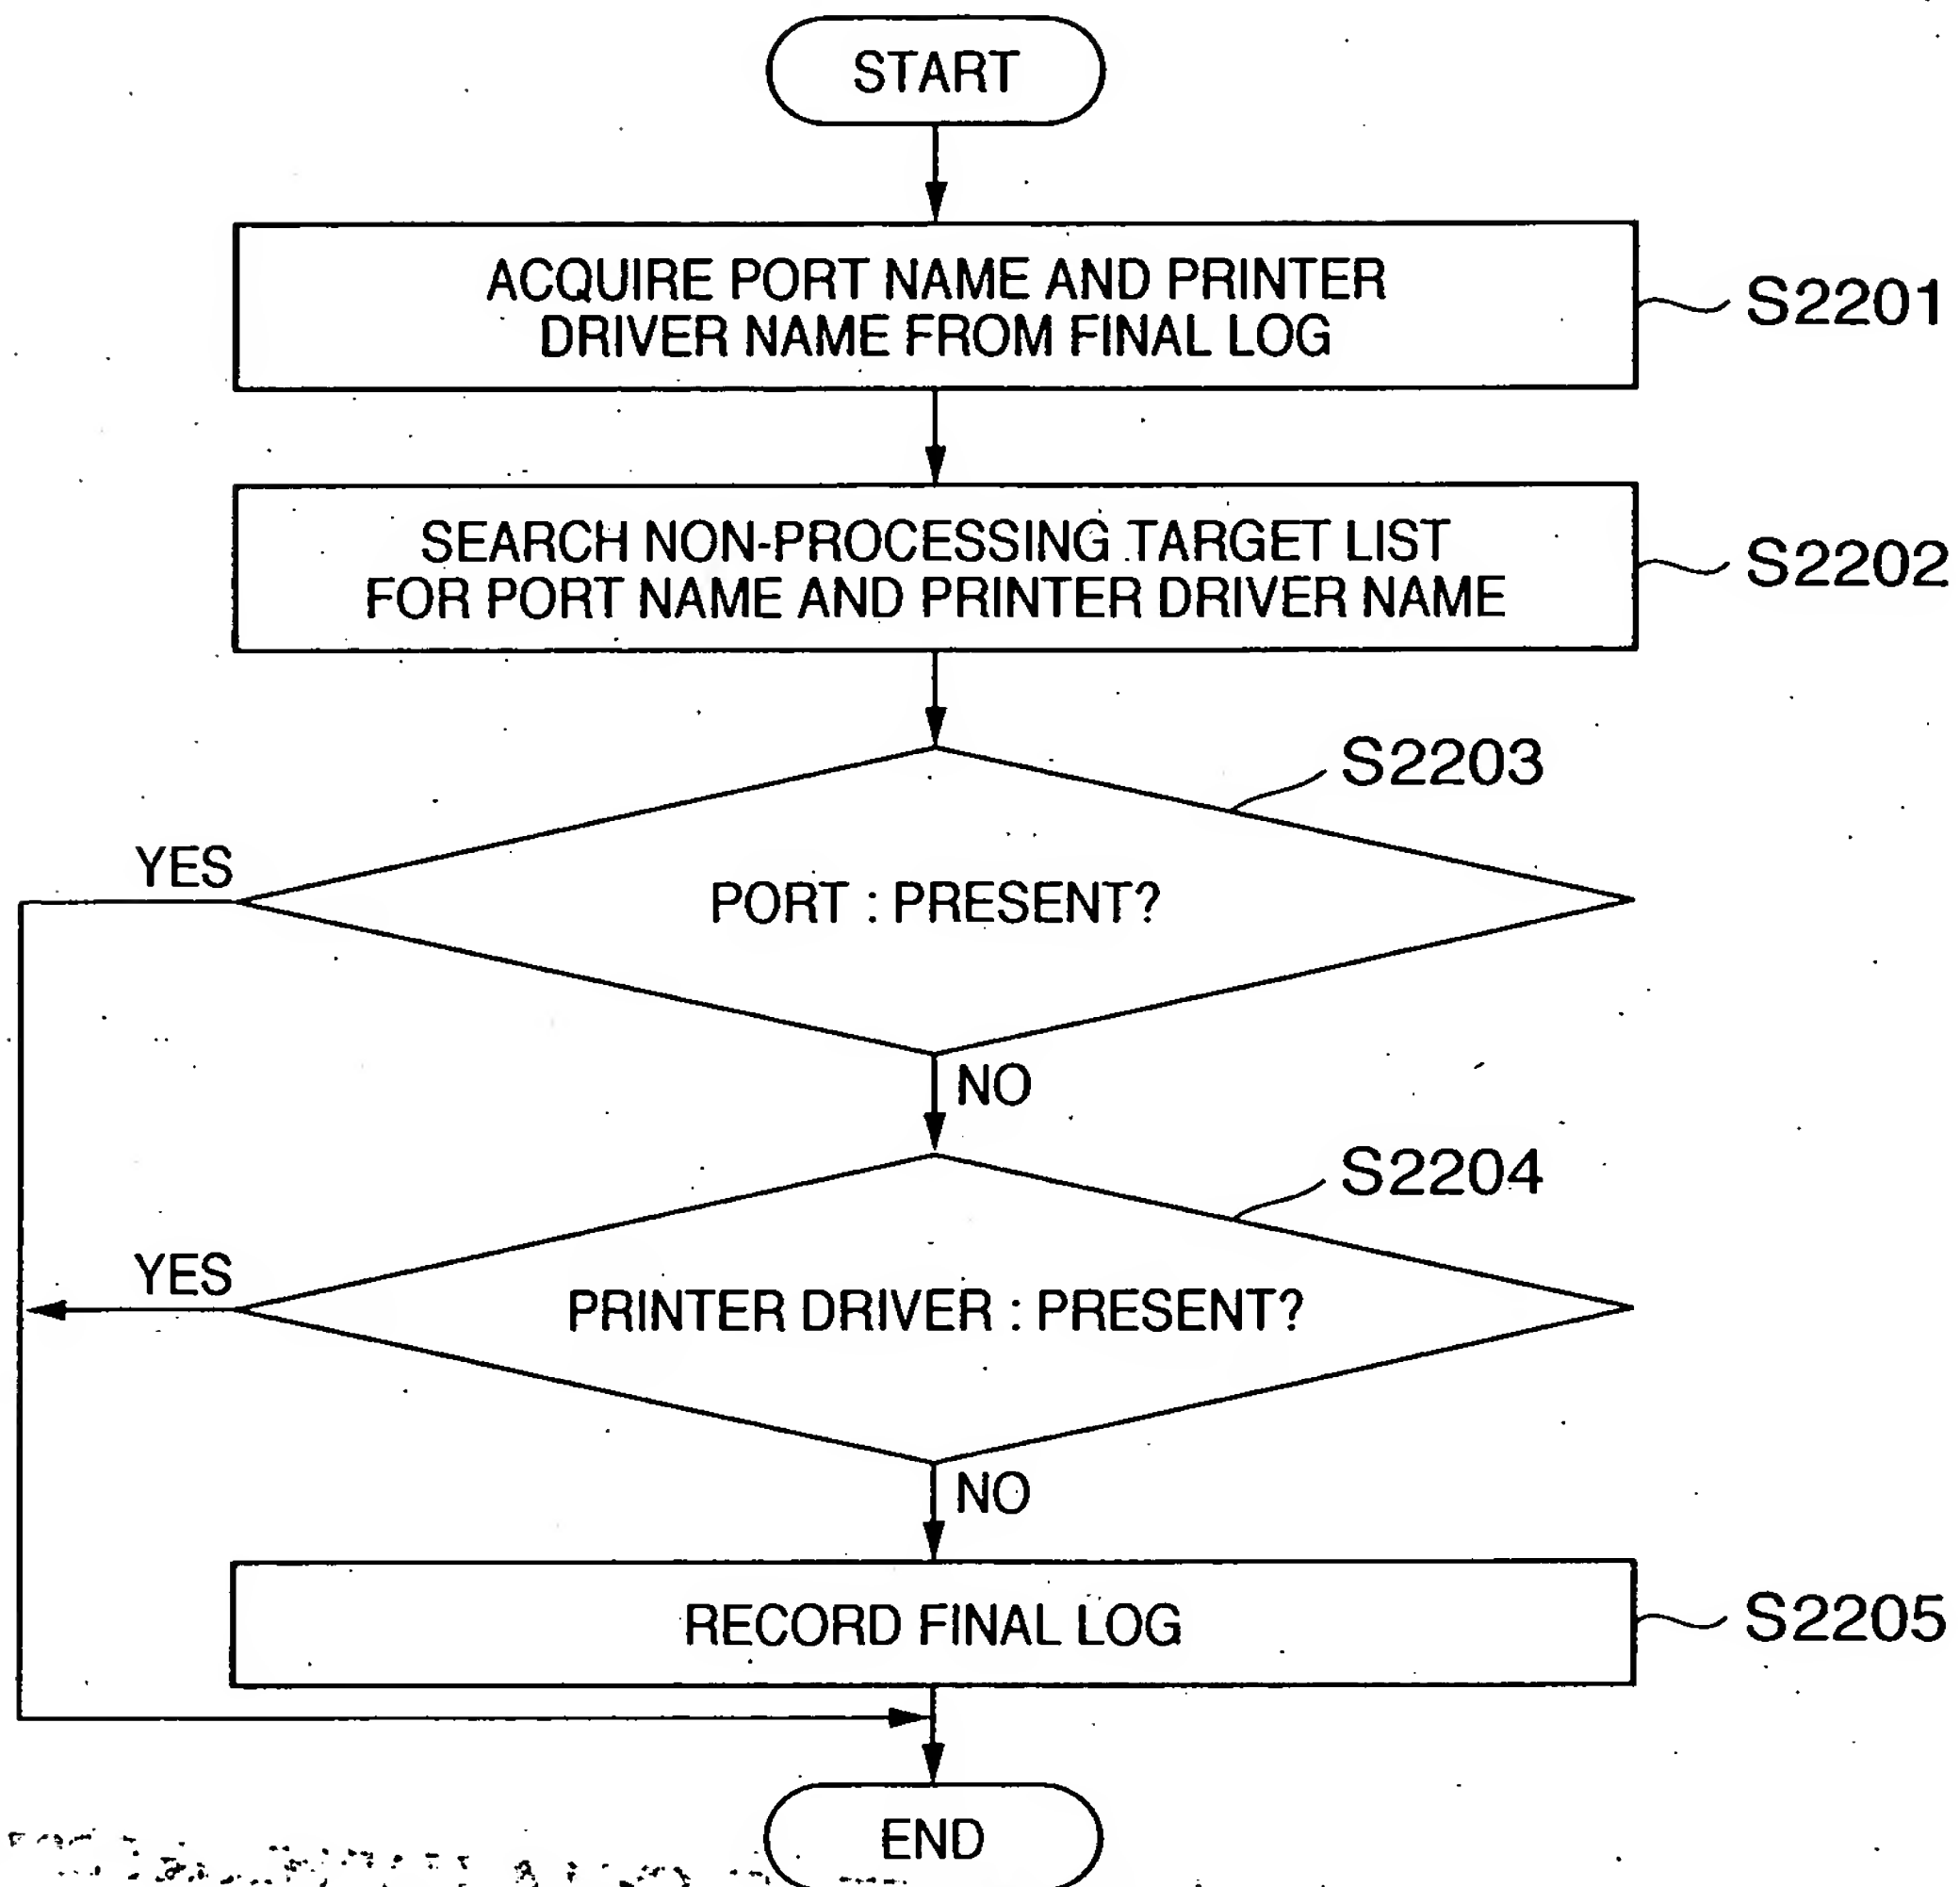 START
ACQUIRE PORT NAME AND PRINTER
DRIVER NAME FROM FINAL LOG
S2201
SEARCH NON-PROCESSING TARGET LIST
FOR PORT NAME AND PRINTER DRIVER NAME
S2202
S2203
YES
PORT : PRESENT?
NO
S2204
YES
PRINTER DRIVER : PRESENT?
NO
RECORD FINAL LOG
S2205
END